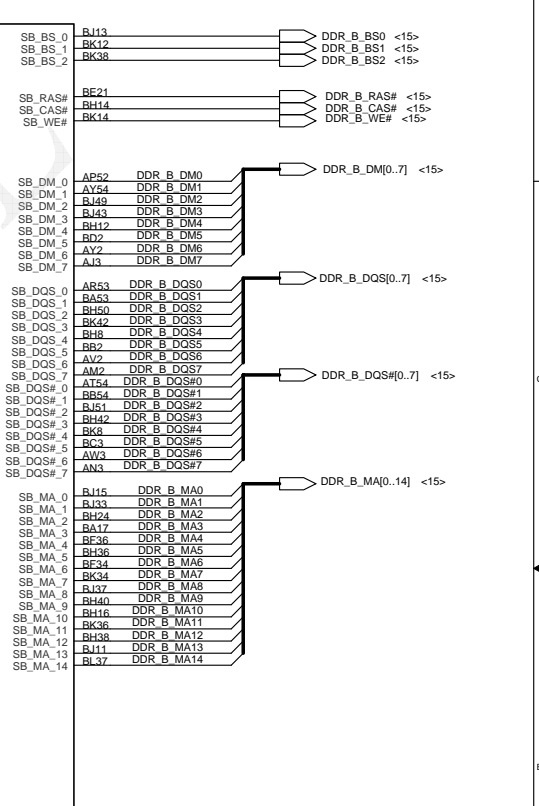 SB_BS_0 BJ13 DDR_B_BS0 <15>
SB_BS_1 BK12 DDR_B_BS1 <15>
SB_BS_2 BK38 DDR_B_BS2 <15>
SB_RAS# BE21 DDR_B_RAS# <15>
SB_CAS# BH14 DDR_B_CAS# <15>
SB_WE# BK14 DDR_B_WE# <15>
DDR_B_DM[0..7] <15>
SB_DM_0 AP52 DDR_B_DM0
SB_DM_1 AY54 DDR_B_DM1
SB_DM_2 BJ49 DDR_B_DM2
SB_DM_3 BJ43 DDR_B_DM3
SB_DM_4 BH12 DDR_B_DM4
SB_DM_5 BD2 DDR_B_DM5
SB_DM_6 AY2 DDR_B_DM6
SB_DM_7 AJ3 DDR_B_DM7
DDR_B_DQS[0..7] <15>
SB_DQS_0 AR53 DDR_B_DQS0
SB_DQS_1 BA53 DDR_B_DQS1
SB_DQS_2 BH50 DDR_B_DQS2
SB_DQS_3 BK42 DDR_B_DQS3
SB_DQS_4 BH8 DDR_B_DQS4
SB_DQS_5 BB2 DDR_B_DQS5
SB_DQS_6 AV2 DDR_B_DQS6
SB_DQS_7 AM2 DDR_B_DQS7
DDR_B_DQS#[0..7] <15>
SB_DQS#_0 AT54 DDR_B_DQS#0
SB_DQS#_1 BB54 DDR_B_DQS#1
SB_DQS#_2 BJ51 DDR_B_DQS#2
SB_DQS#_3 BH42 DDR_B_DQS#3
SB_DQS#_4 BK8 DDR_B_DQS#4
SB_DQS#_5 BC3 DDR_B_DQS#5
SB_DQS#_6 AW3 DDR_B_DQS#6
SB_DQS#_7 AN3 DDR_B_DQS#7
DDR_B_MA[0..14] <15>
SB_MA_0 BJ15 DDR_B_MA0
SB_MA_1 BJ33 DDR_B_MA1
SB_MA_2 BH24 DDR_B_MA2
SB_MA_3 BA17 DDR_B_MA3
SB_MA_4 BF36 DDR_B_MA4
SB_MA_5 BH36 DDR_B_MA5
SB_MA_6 BF34 DDR_B_MA6
SB_MA_7 BK34 DDR_B_MA7
SB_MA_8 BJ37 DDR_B_MA8
SB_MA_9 BH40 DDR_B_MA9
SB_MA_10 BH16 DDR_B_MA10
SB_MA_11 BK36 DDR_B_MA11
SB_MA_12 BH38 DDR_B_MA12
SB_MA_13 BJ11 DDR_B_MA13
SB_MA_14 BL37 DDR_B_MA14